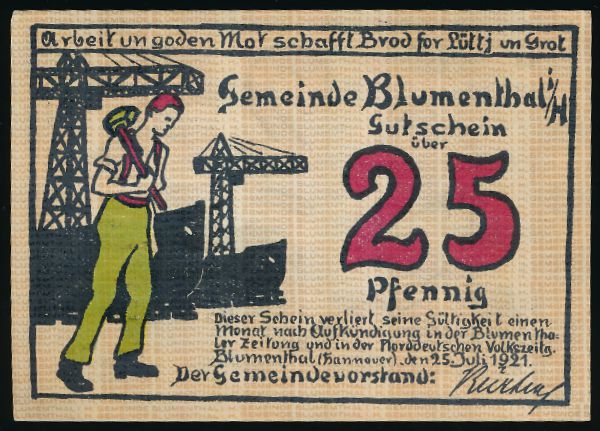 Arbeit un goden Mot schafft Brod for Lüttj un Grot
Gemeinde Blumenthal i/H
Gutschein
über
25
Pfennig
Dieser Schein verliert seine Gültigkeit einen
Monat nach Aufkündigung in der Blumentha-
ler Zeitung und in der Norddeutschen Volkszeitg.
Blumenthal (Hannover), den 25. Juli 1921.
Der Gemeindevorstand: